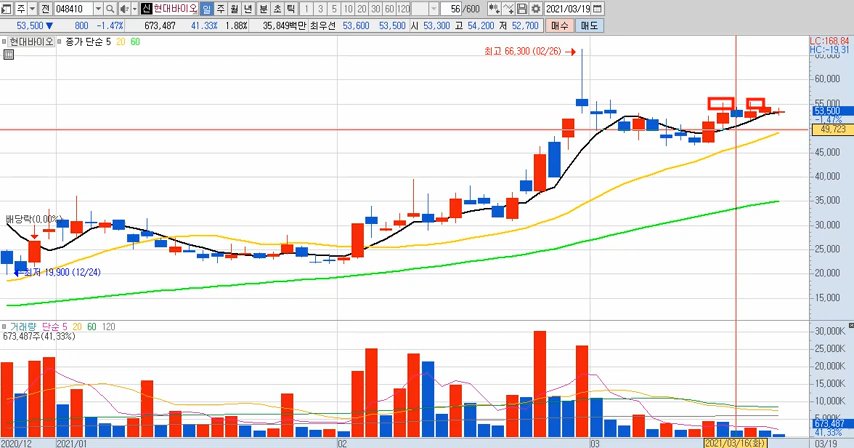 주 전 048410 신 현대바이오 일 주 월 년 분 초 틱 1 3 5 10 20 30 60 120 56 /600 2021/03/19
53,500 ▼ 800 -1.47% 673,487 41.33% 1.88% 35,849백만 최우선 53,600 53,500 시 53,300 고 54,200 저 52,700 매수 매도
현대바이오 종가 단순 5 20 60
LC:168.84
HC:-19.31
최고 66,300 (02/26)
65,000
60,000
55,000
53,500
-1.47%
49,723
45,000
40,000
35,000
30,000
25,000
20,000
15,000
배당락(0.00%)
최저 19,900 (12/24)
거래량 단순 5 20 60 120
673,487주(41.33%)
30,000K
25,000K
20,000K
15,000K
10,000K
5,000K
673,487
41.33%
2020/12 2021/01 02 03 2021/03/16(화) 03/19